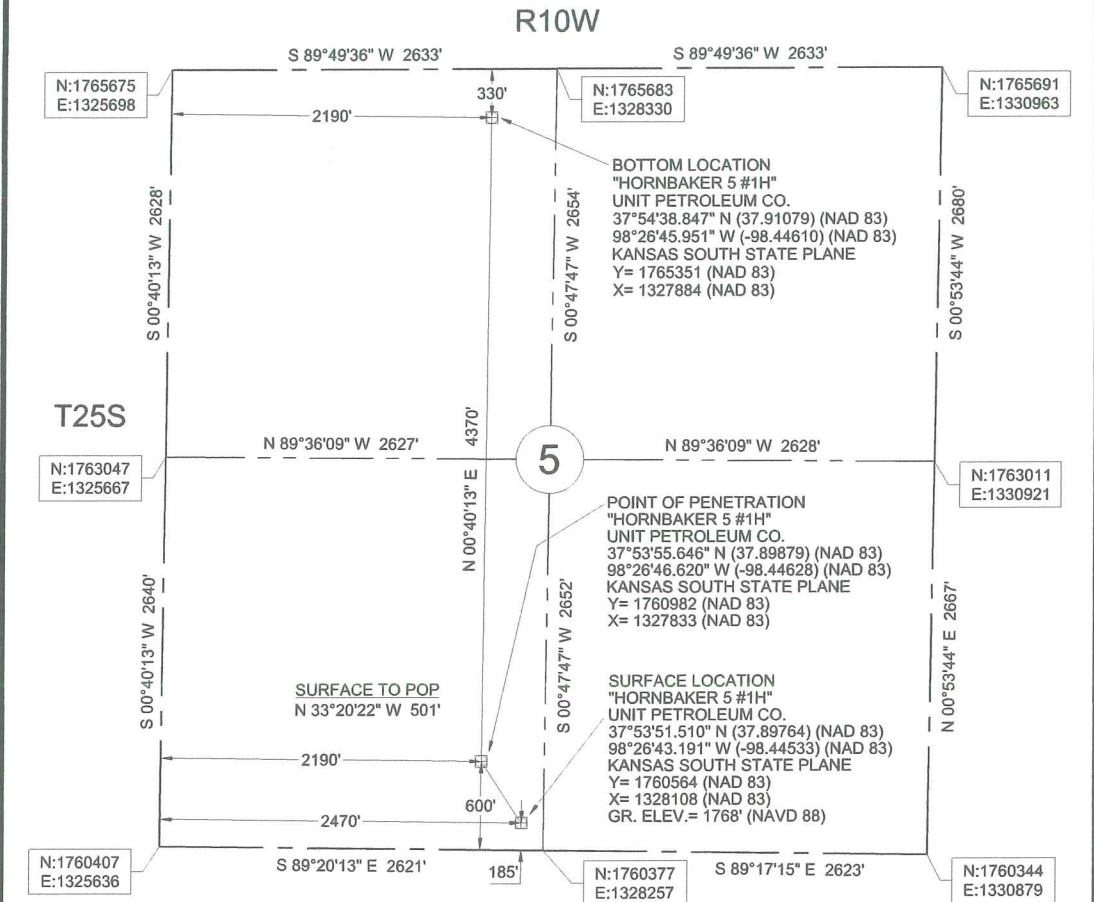 R10W
S 89°49'36" W 2633'
S 89°49'36" W 2633'
N:1765675
E:1325698
N:1765683
E:1328330
N:1765691
E:1330963
330'
2190'
BOTTOM LOCATION
"HORNBAKER 5 #1H"
UNIT PETROLEUM CO.
37°54'38.847" N (37.91079) (NAD 83)
98°26'45.951" W (-98.44610) (NAD 83)
KANSAS SOUTH STATE PLANE
Y= 1765351 (NAD 83)
X= 1327884 (NAD 83)
S 00°40'13" W 2628'
S 00°47'47" W 2654'
S 00°53'44" W 2680'
T25S
N 89°36'09" W 2627'
N 89°36'09" W 2628'
5
N:1763047
E:1325667
N:1763011
E:1330921
N 00°40'13" E 4370'
POINT OF PENETRATION
"HORNBAKER 5 #1H"
UNIT PETROLEUM CO.
37°53'55.646" N (37.89879) (NAD 83)
98°26'46.620" W (-98.44628) (NAD 83)
KANSAS SOUTH STATE PLANE
Y= 1760982 (NAD 83)
X= 1327833 (NAD 83)
S 00°40'13" W 2640'
S 00°47'47" W 2652'
N 00°53'44" E 2667'
SURFACE TO POP
N 33°20'22" W 501'
SURFACE LOCATION
"HORNBAKER 5 #1H"
UNIT PETROLEUM CO.
37°53'51.510" N (37.89764) (NAD 83)
98°26'43.191" W (-98.44533) (NAD 83)
KANSAS SOUTH STATE PLANE
Y= 1760564 (NAD 83)
X= 1328108 (NAD 83)
GR. ELEV.= 1768' (NAVD 88)
2190'
600'
2470'
N:1760407
E:1325636
S 89°20'13" E 2621'
185'
N:1760377
E:1328257
S 89°17'15" E 2623'
N:1760344
E:1330879